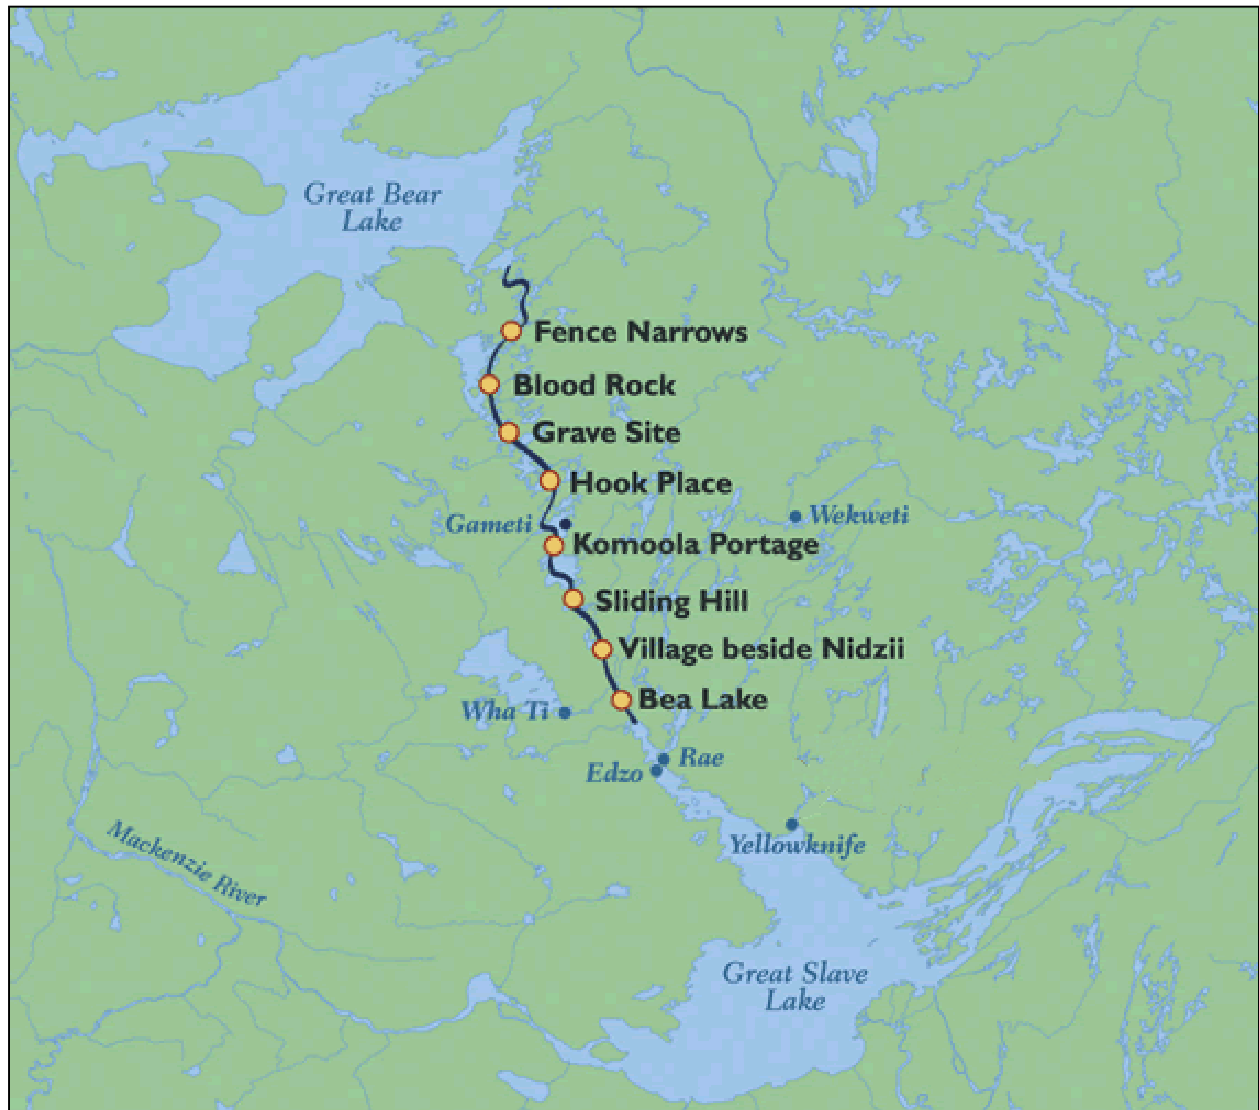 Great Bear
Lake
Fence Narrows
Blood Rock
Grave Site
Hook Place
Gameti
Wekweti
Komoola Portage
Sliding Hill
Village beside Nidzii
Bea Lake
Wha Ti
Rae
Edzo
Yellowknife
Mackenzie River
Great Slave
Lake